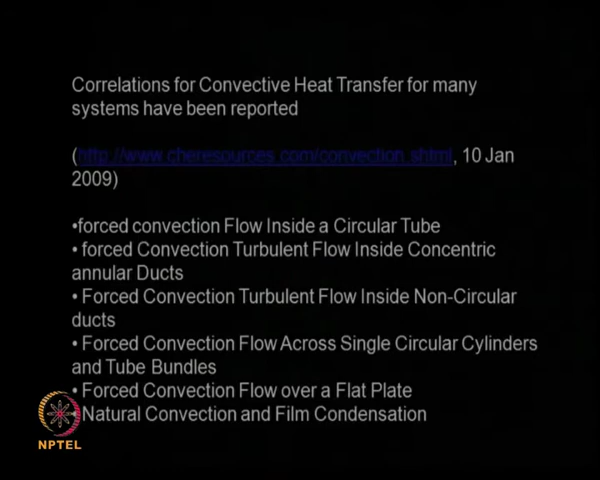 Correlations for Convective Heat Transfer for many
systems have been reported
(http://www.cheresources.com/convection.shtml, 10 Jan
2009)
•forced convection Flow Inside a Circular Tube
• forced Convection Turbulent Flow Inside Concentric
annular Ducts
• Forced Convection Turbulent Flow Inside Non-Circular
ducts
• Forced Convection Flow Across Single Circular Cylinders
and Tube Bundles
• Forced Convection Flow over a Flat Plate
• Natural Convection and Film Condensation
NPTEL